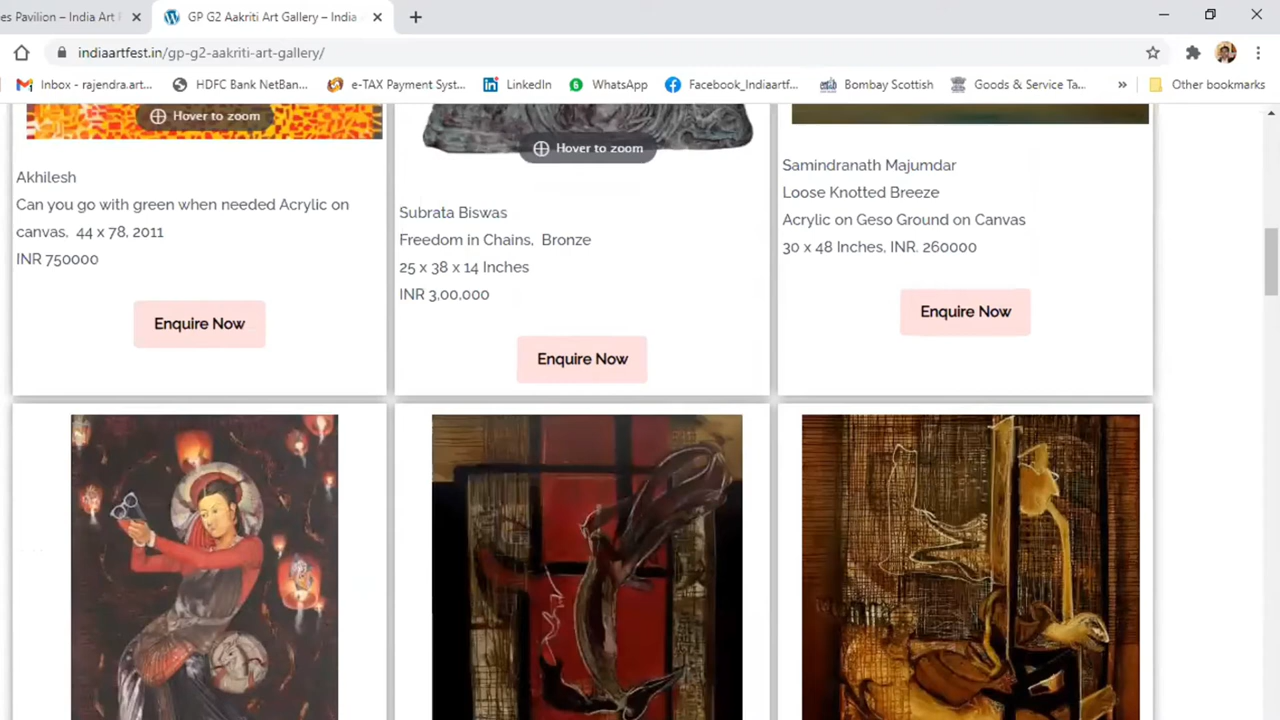 es Pavilion – India Art F
GP G2 Aakriti Art Gallery – India
indiaartfest.in/gp-g2-aakriti-art-gallery/
Inbox - rajendra.art...
HDFC Bank NetBan...
e-TAX Payment Syst...
LinkedIn
WhatsApp
Facebook_Indiaartf...
Bombay Scottish
Goods & Service Ta...
»
Other bookmarks
Hover to zoom
Akhilesh
Can you go with green when needed Acrylic on
canvas, 44 x 78, 2011
INR 750000
Enquire Now
Hover to zoom
Subrata Biswas
Freedom in Chains, Bronze
25 x 38 x 14 Inches
INR 3,00,000
Enquire Now
Samindranath Majumdar
Loose Knotted Breeze
Acrylic on Geso Ground on Canvas
30 x 48 Inches, INR. 260000
Enquire Now